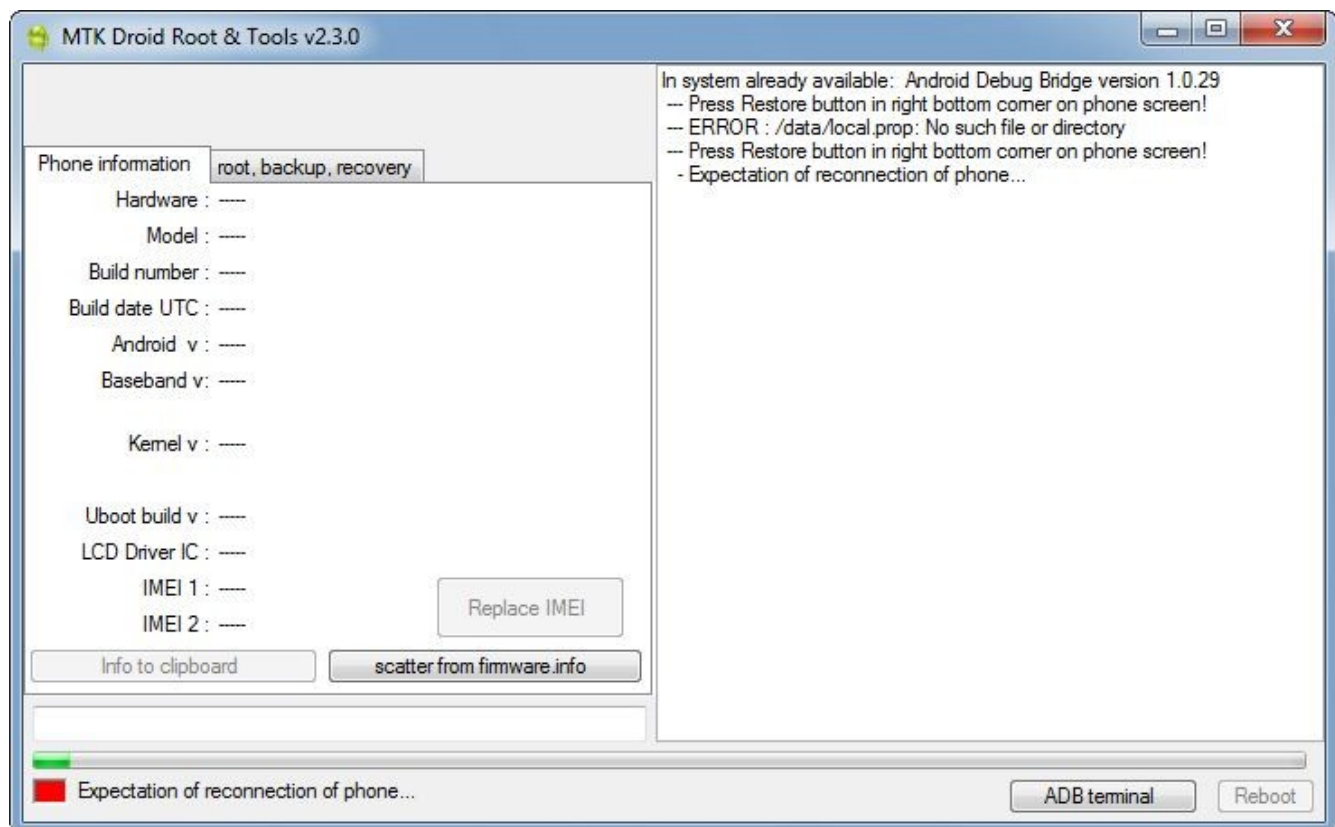 MTK Droid Root & Tools v2.3.0
Phone information
root, backup, recovery
Hardware : -----
Model : -----
Build number : -----
Build date UTC : -----
Android v : -----
Baseband v: -----
Kernel v : -----
Uboot build v : -----
LCD Driver IC : -----
IMEI 1 : -----
IMEI 2 : -----
Replace IMEI
Info to clipboard
scatter from firmware.info
In system already available: Android Debug Bridge version 1.0.29
--- Press Restore button in right bottom corner on phone screen!
--- ERROR : /data/local.prop: No such file or directory
--- Press Restore button in right bottom corner on phone screen!
- Expectation of reconnection of phone...
Expectation of reconnection of phone...
ADB terminal
Reboot